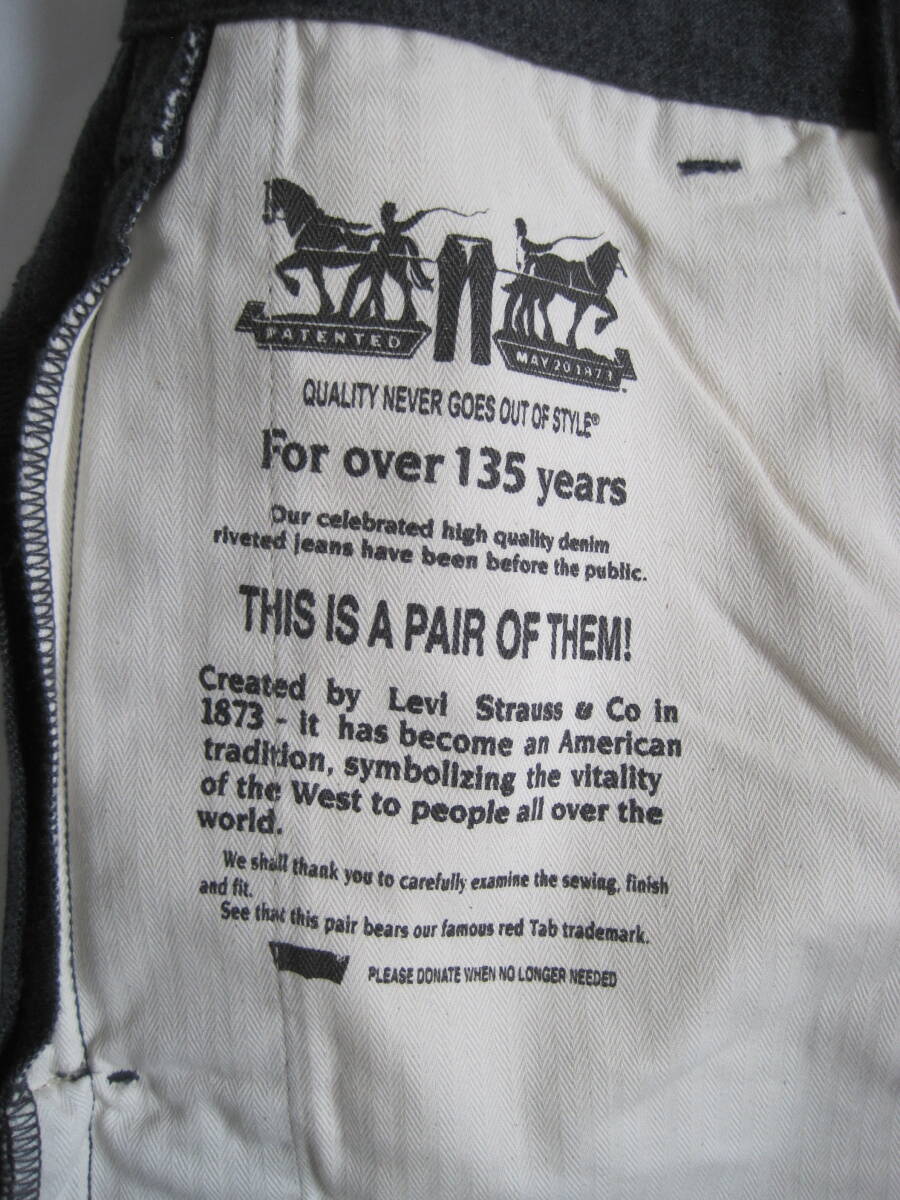 PATENTED
MAY 20 1873
QUALITY NEVER GOES OUT OF STYLE®
For over 135 years
Our celebrated high quality denim
riveted jeans have been before the public.
THIS IS A PAIR OF THEM!
Created by Levi Strauss & Co in
1873 - it has become an American
tradition, symbolizing the vitality
of the West to people all over the
world.
We shall thank you to carefully examine the sewing, finish
and fit.
See that this pair bears our famous red Tab trademark.
PLEASE DONATE WHEN NO LONGER NEEDED